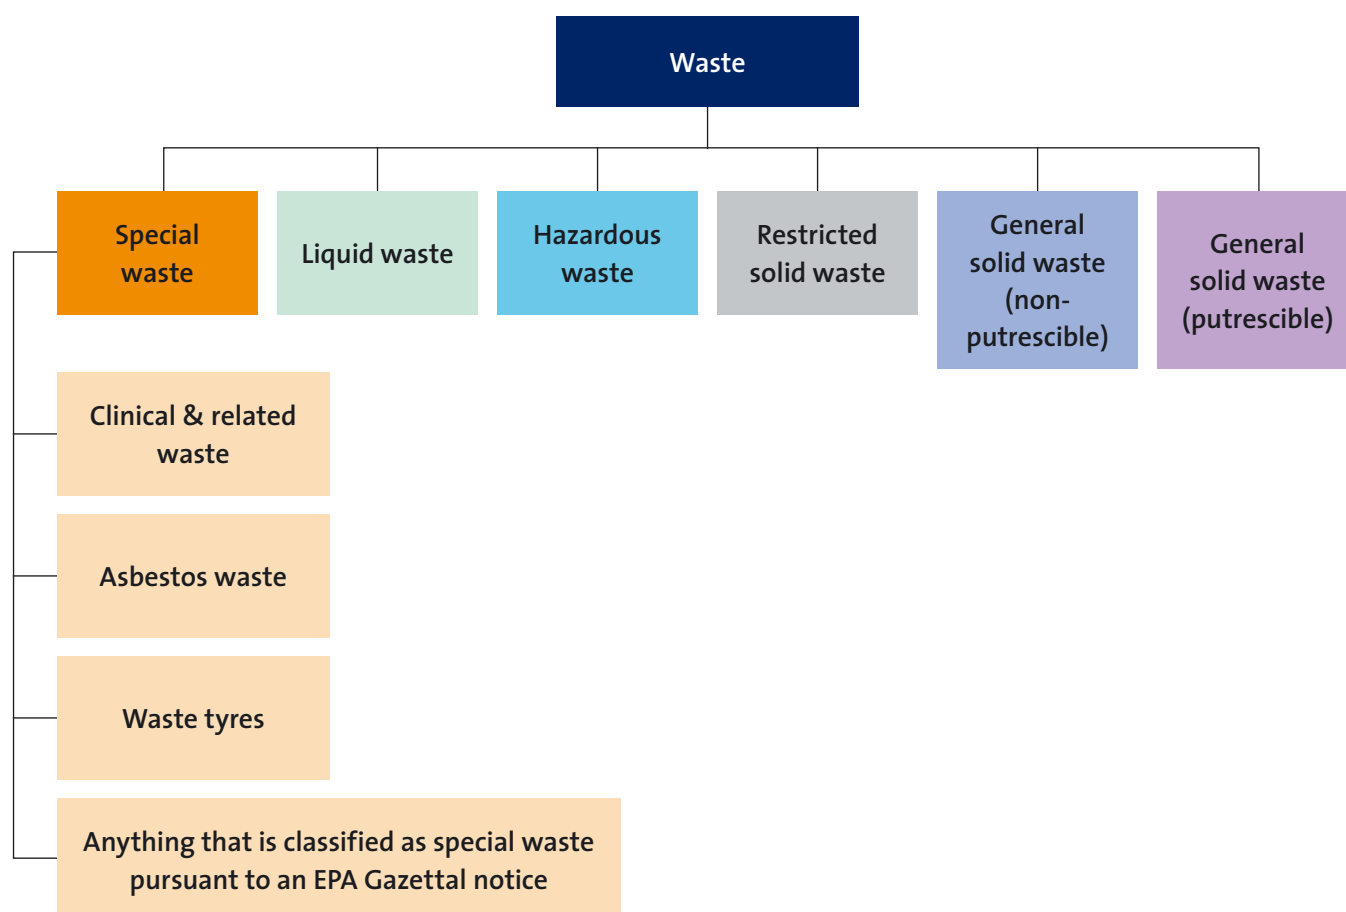 Waste
Special
waste
Liquid waste
Hazardous
waste
Restricted
solid waste
General
solid waste
(non-
putrescible)
General
solid waste
(putrescible)
Clinical & related
waste
Asbestos waste
Waste tyres
Anything that is classified as special waste
pursuant to an EPA Gazettal notice